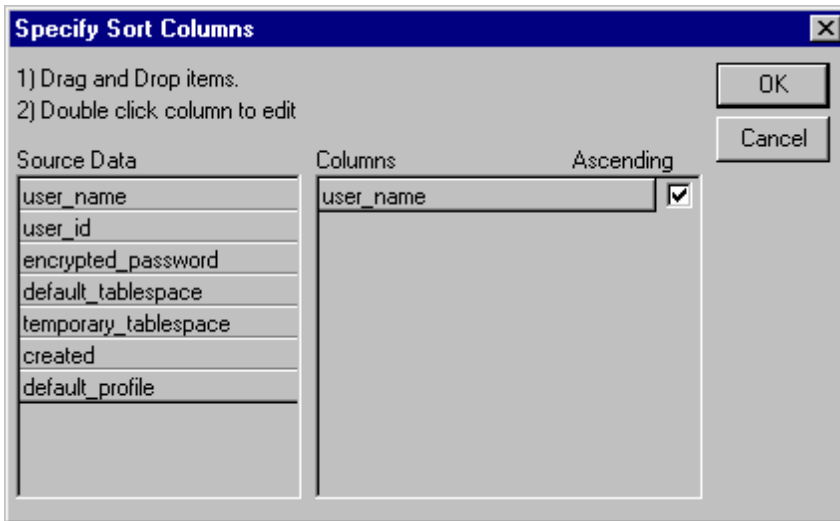 Specify Sort Columns
1) Drag and Drop items.
2) Double click column to edit
OK
Cancel
Source Data
Columns Ascending
user_name
user_id
encrypted_password
default_tablespace
temporary_tablespace
created
default_profile
user_name